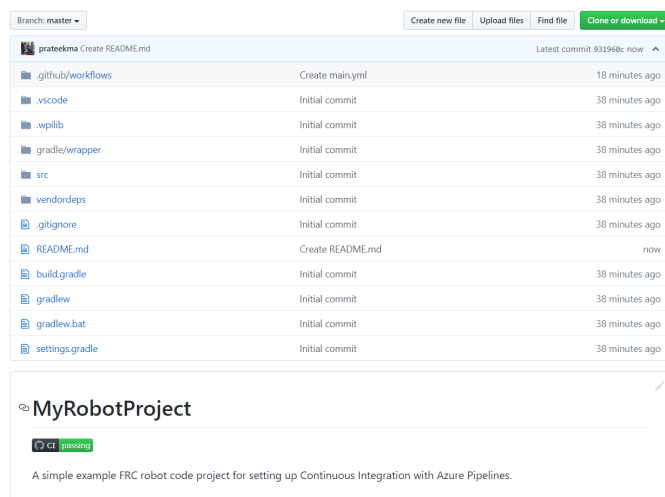 Branch: master Create new file Upload files Find file Clone or download
prateekma Create README.md Latest commit 931960c now
.github/workflows Create main.yml 18 minutes ago
.vscode Initial commit 38 minutes ago
.wpilib Initial commit 38 minutes ago
gradle/wrapper Initial commit 38 minutes ago
src Initial commit 38 minutes ago
vendordeps Initial commit 38 minutes ago
.gitignore Initial commit 38 minutes ago
README.md Create README.md now
build.gradle Initial commit 38 minutes ago
gradlew Initial commit 38 minutes ago
gradlew.bat Initial commit 38 minutes ago
settings.gradle Initial commit 38 minutes ago
MyRobotProject
CI passing
A simple example FRC robot code project for setting up Continuous Integration with Azure Pipelines.